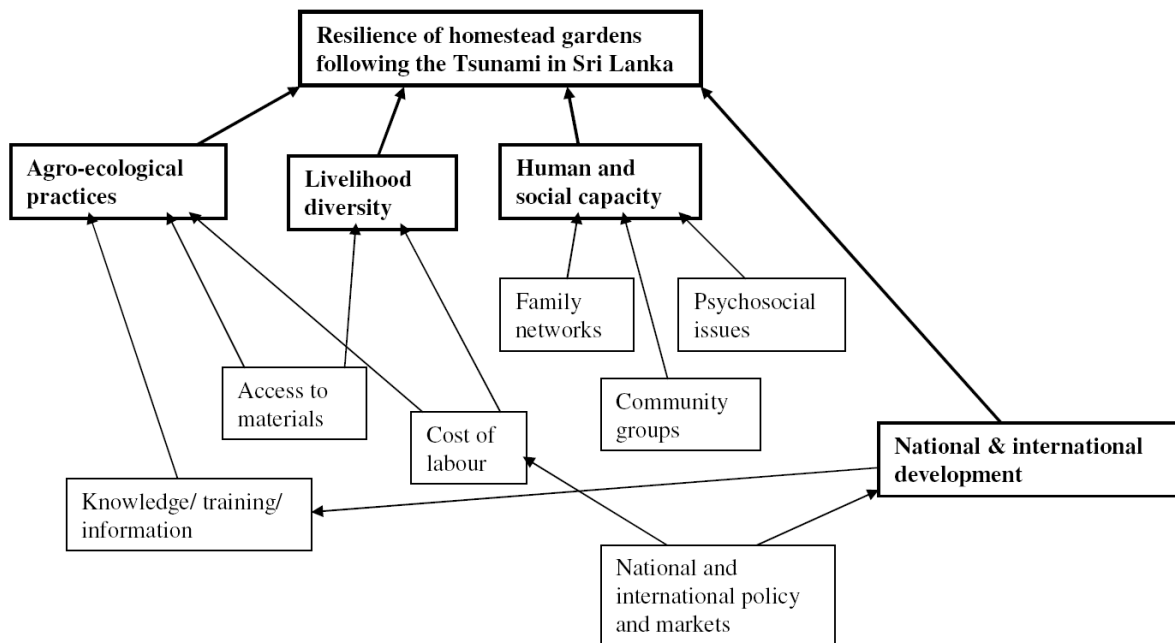 Resilience of homestead gardens
following the Tsunami in Sri Lanka
Agro-ecological
practices
Livelihood
diversity
Human and
social capacity
Family
networks
Psychosocial
issues
Access to
materials
Cost of
labour
Community
groups
National & international
development
Knowledge/ training/
information
National and
international policy
and markets